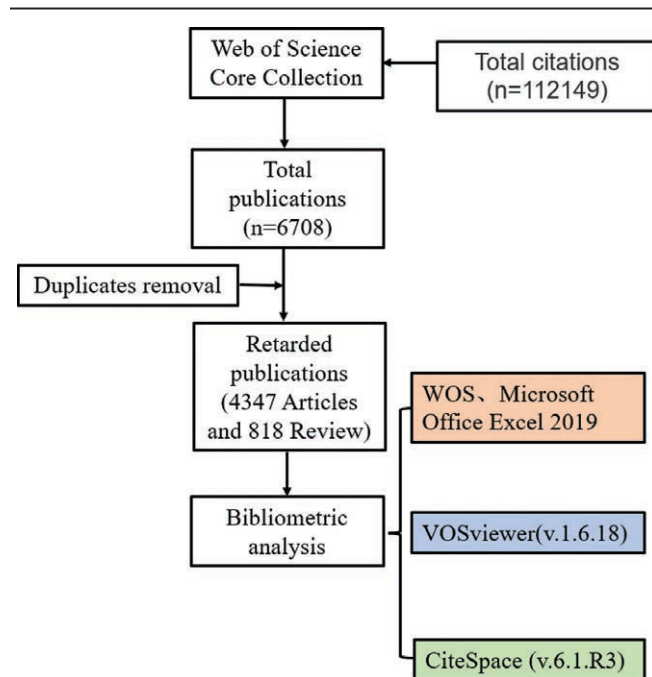 Web of Science
Core Collection
Total citations
(n=112149)
Total
publications
(n=6708)
Duplicates removal
Retarded
publications
(4347 Articles
and 818 Review)
WOS、Microsoft
Office Excel 2019
Bibliometric
analysis
VOSviewer(v.1.6.18)
CiteSpace (v.6.1.R3)